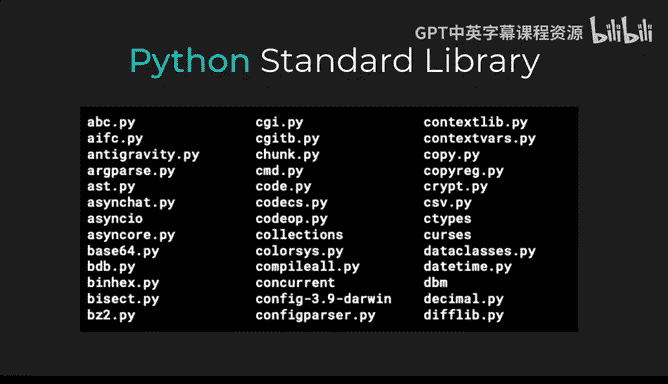 GPT中英字幕课程资源 bilibili
Python Standard Library
abc.py cgi.py contextlib.py
aifc.py cgitb.py contextvars.py
antigravity.py chunk.py copy.py
argparse.py cmd.py copyreg.py
ast.py code.py crypt.py
asynchat.py codecs.py csv.py
asyncio codeop.py ctypes
asyncore.py collections curses
base64.py colorsys.py dataclasses.py
bdb.py compileall.py datetime.py
binhex.py concurrent dbm
bisect.py config-3.9-darwin decimal.py
bz2.py configparser.py difflib.py